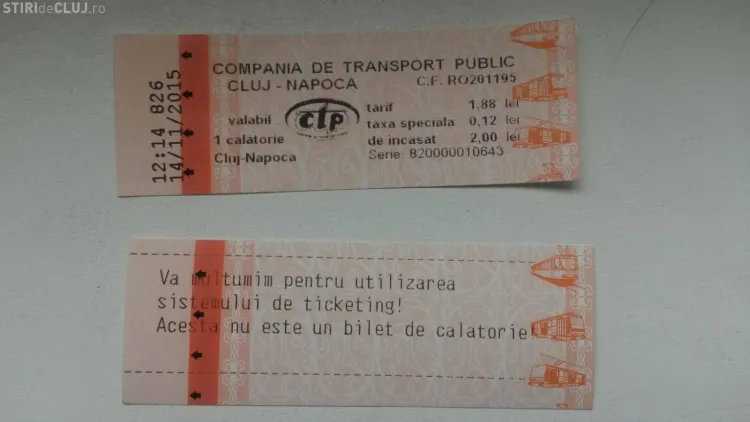 STIRIdeCLUJ.ro
12:14 826
14/11/2015
COMPANIA DE TRANSPORT PUBLIC
CLUJ - NAPOCA C.F. RO201195
valabil ctp tarif 1,88 lei
1 calatorie taxa speciala 0,12 lei
Cluj-Napoca de incasat 2,00 lei
Serie: 820000010643
Va multumim pentru utilizarea
sistemului de ticketing!
Acesta nu este un bilet de calatorie!